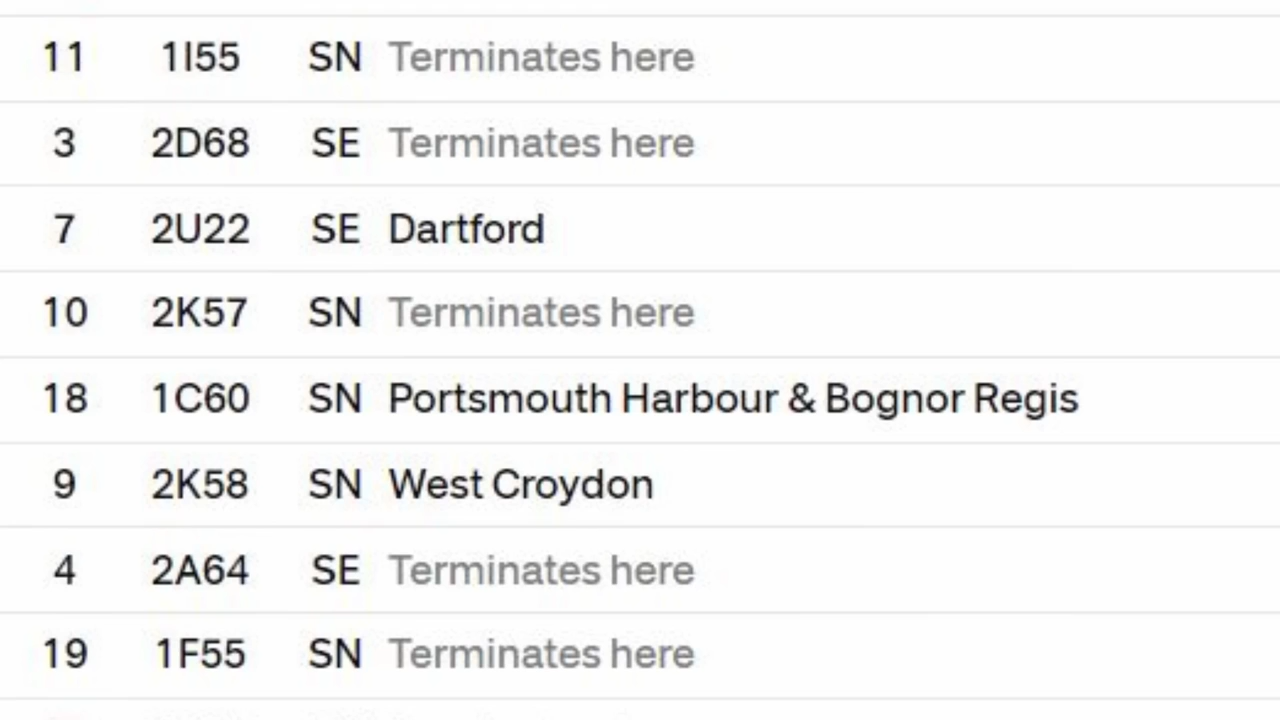 11 1I55 SN Terminates here
3 2D68 SE Terminates here
7 2U22 SE Dartford
10 2K57 SN Terminates here
18 1C60 SN Portsmouth Harbour & Bognor Regis
9 2K58 SN West Croydon
4 2A64 SE Terminates here
19 1F55 SN Terminates here